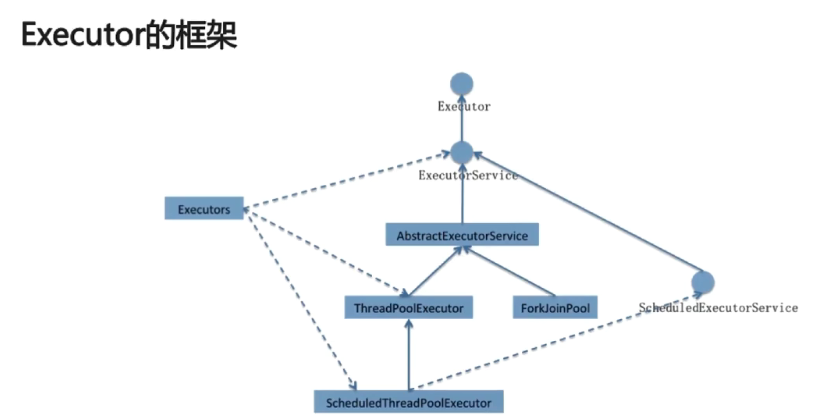 Executor的框架
Executor
ExecutorService
Executors
AbstractExecutorService
ScheduledExecutorService
ThreadPoolExecutor
ForkJoinPool
ScheduledThreadPoolExecutor